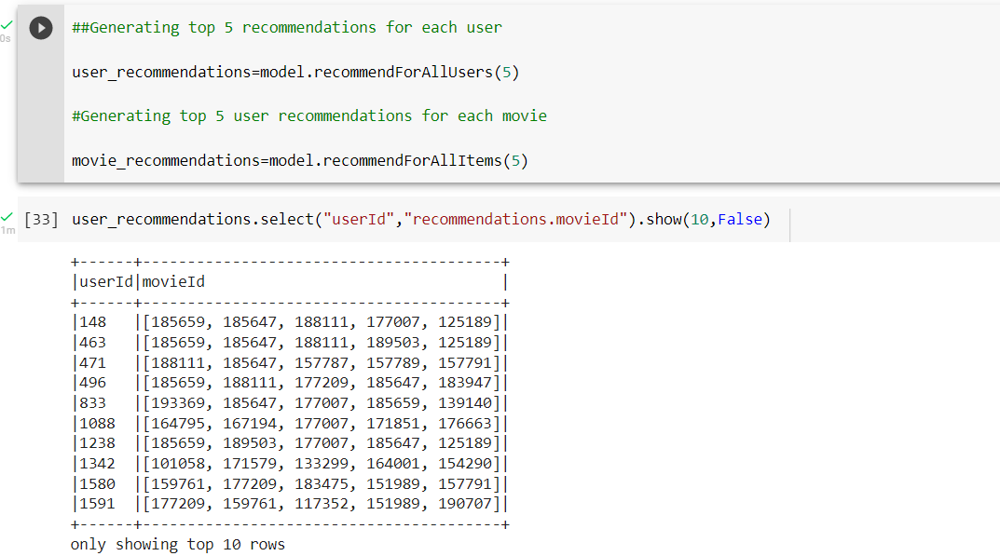 0s
##Generating top 5 recommendations for each user
user_recommendations=model.recommendForAllUsers(5)
#Generating top 5 user recommendations for each movie
movie_recommendations=model.recommendForAllItems(5)
1m
[33] user_recommendations.select("userId","recommendations.movieId").show(10,False)
+------+----------------------------------------+
|userId|movieId                                 |
+------+----------------------------------------+
|148   |[185659, 185647, 188111, 177007, 125189]|
|463   |[185659, 185647, 188111, 189503, 125189]|
|471   |[188111, 185647, 157787, 157789, 157791]|
|496   |[185659, 188111, 177209, 185647, 183947]|
|833   |[193369, 185647, 177007, 185659, 139140]|
|1088  |[164795, 167194, 177007, 171851, 176663]|
|1238  |[185659, 189503, 177007, 185647, 125189]|
|1342  |[101058, 171579, 133299, 164001, 154290]|
|1580  |[159761, 177209, 183475, 151989, 157791]|
|1591  |[177209, 159761, 117352, 151989, 190707]|
+------+----------------------------------------+
only showing top 10 rows